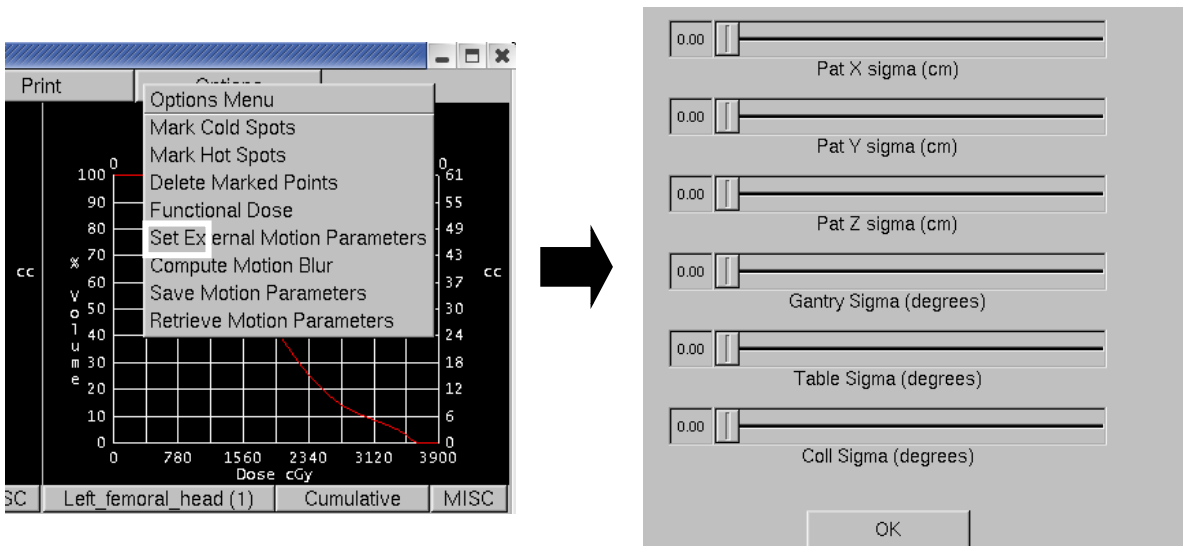 Print
Options
Options Menu
Mark Cold Spots
Mark Hot Spots
Delete Marked Points
Functional Dose
Set External Motion Parameters
Compute Motion Blur
Save Motion Parameters
Retrieve Motion Parameters
0 0
100 61
90 55
80 49
70 43
60 37
50 30
40 24
30 18
20 12
10 6
0 0
cc
% Volume
cc
0 780 1560 2340 3120 3900
Dose cGy
SC Left_femoral_head (1) Cumulative MISC
0.00
Pat X sigma (cm)
0.00
Pat Y sigma (cm)
0.00
Pat Z sigma (cm)
0.00
Gantry Sigma (degrees)
0.00
Table Sigma (degrees)
0.00
Coll Sigma (degrees)
OK